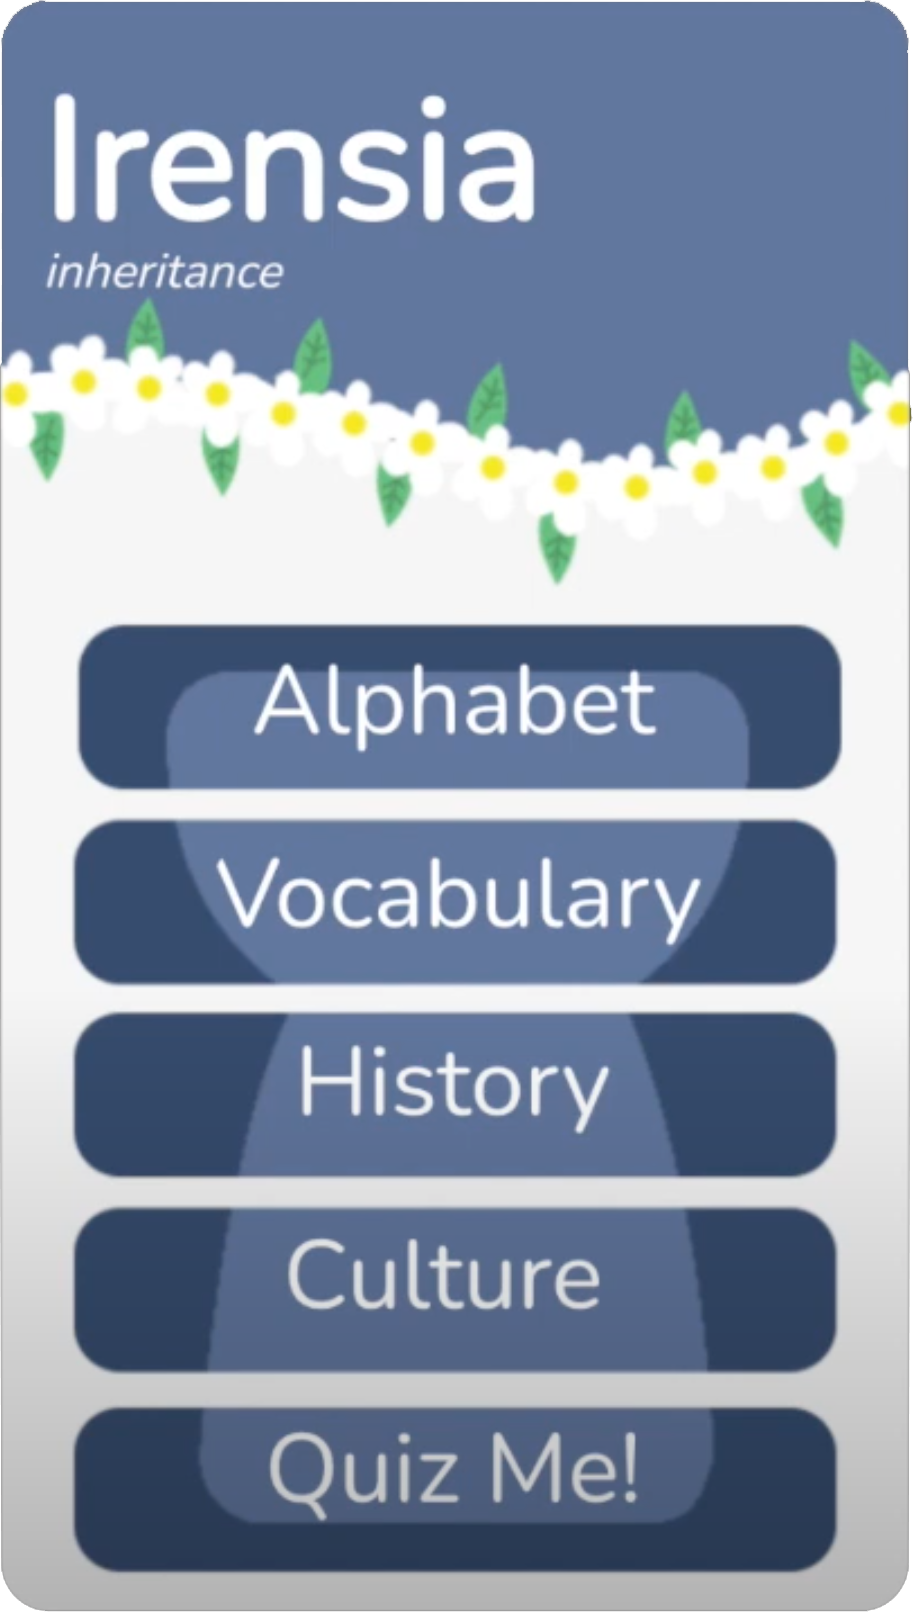 Irensia
inheritance
Alphabet
Vocabulary
History
Culture
Quiz Me!